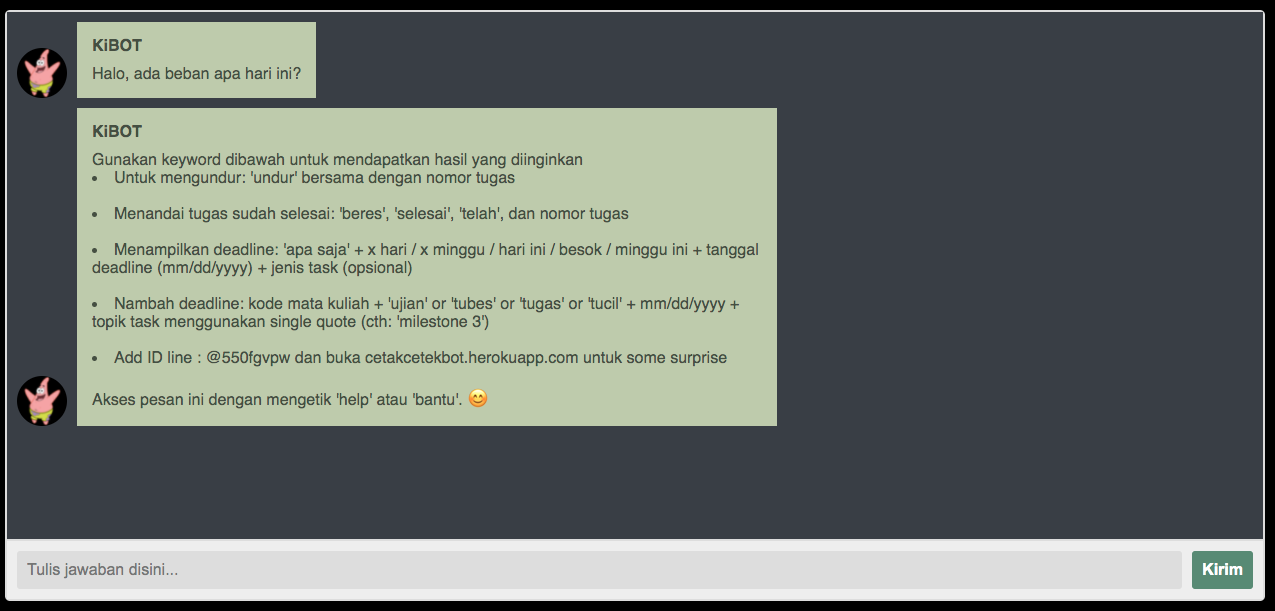 KiBOT
Halo, ada beban apa hari ini?
KiBOT
Gunakan keyword dibawah untuk mendapatkan hasil yang diinginkan
• Untuk mengundur: 'undur' bersama dengan nomor tugas
• Menandai tugas sudah selesai: 'beres', 'selesai', 'telah', dan nomor tugas
• Menampilkan deadline: 'apa saja' + x hari / x minggu / hari ini / besok / minggu ini + tanggal
deadline (mm/dd/yyyy) + jenis task (opsional)
• Nambah deadline: kode mata kuliah + 'ujian' or 'tubes' or 'tugas' or 'tucil' + mm/dd/yyyy +
topik task menggunakan single quote (cth: 'milestone 3')
• Add ID line : @550fgvpw dan buka cetakcetekbot.herokuapp.com untuk some surprise
Akses pesan ini dengan mengetik 'help' atau 'bantu'. 😊
Tulis jawaban disini...
Kirim